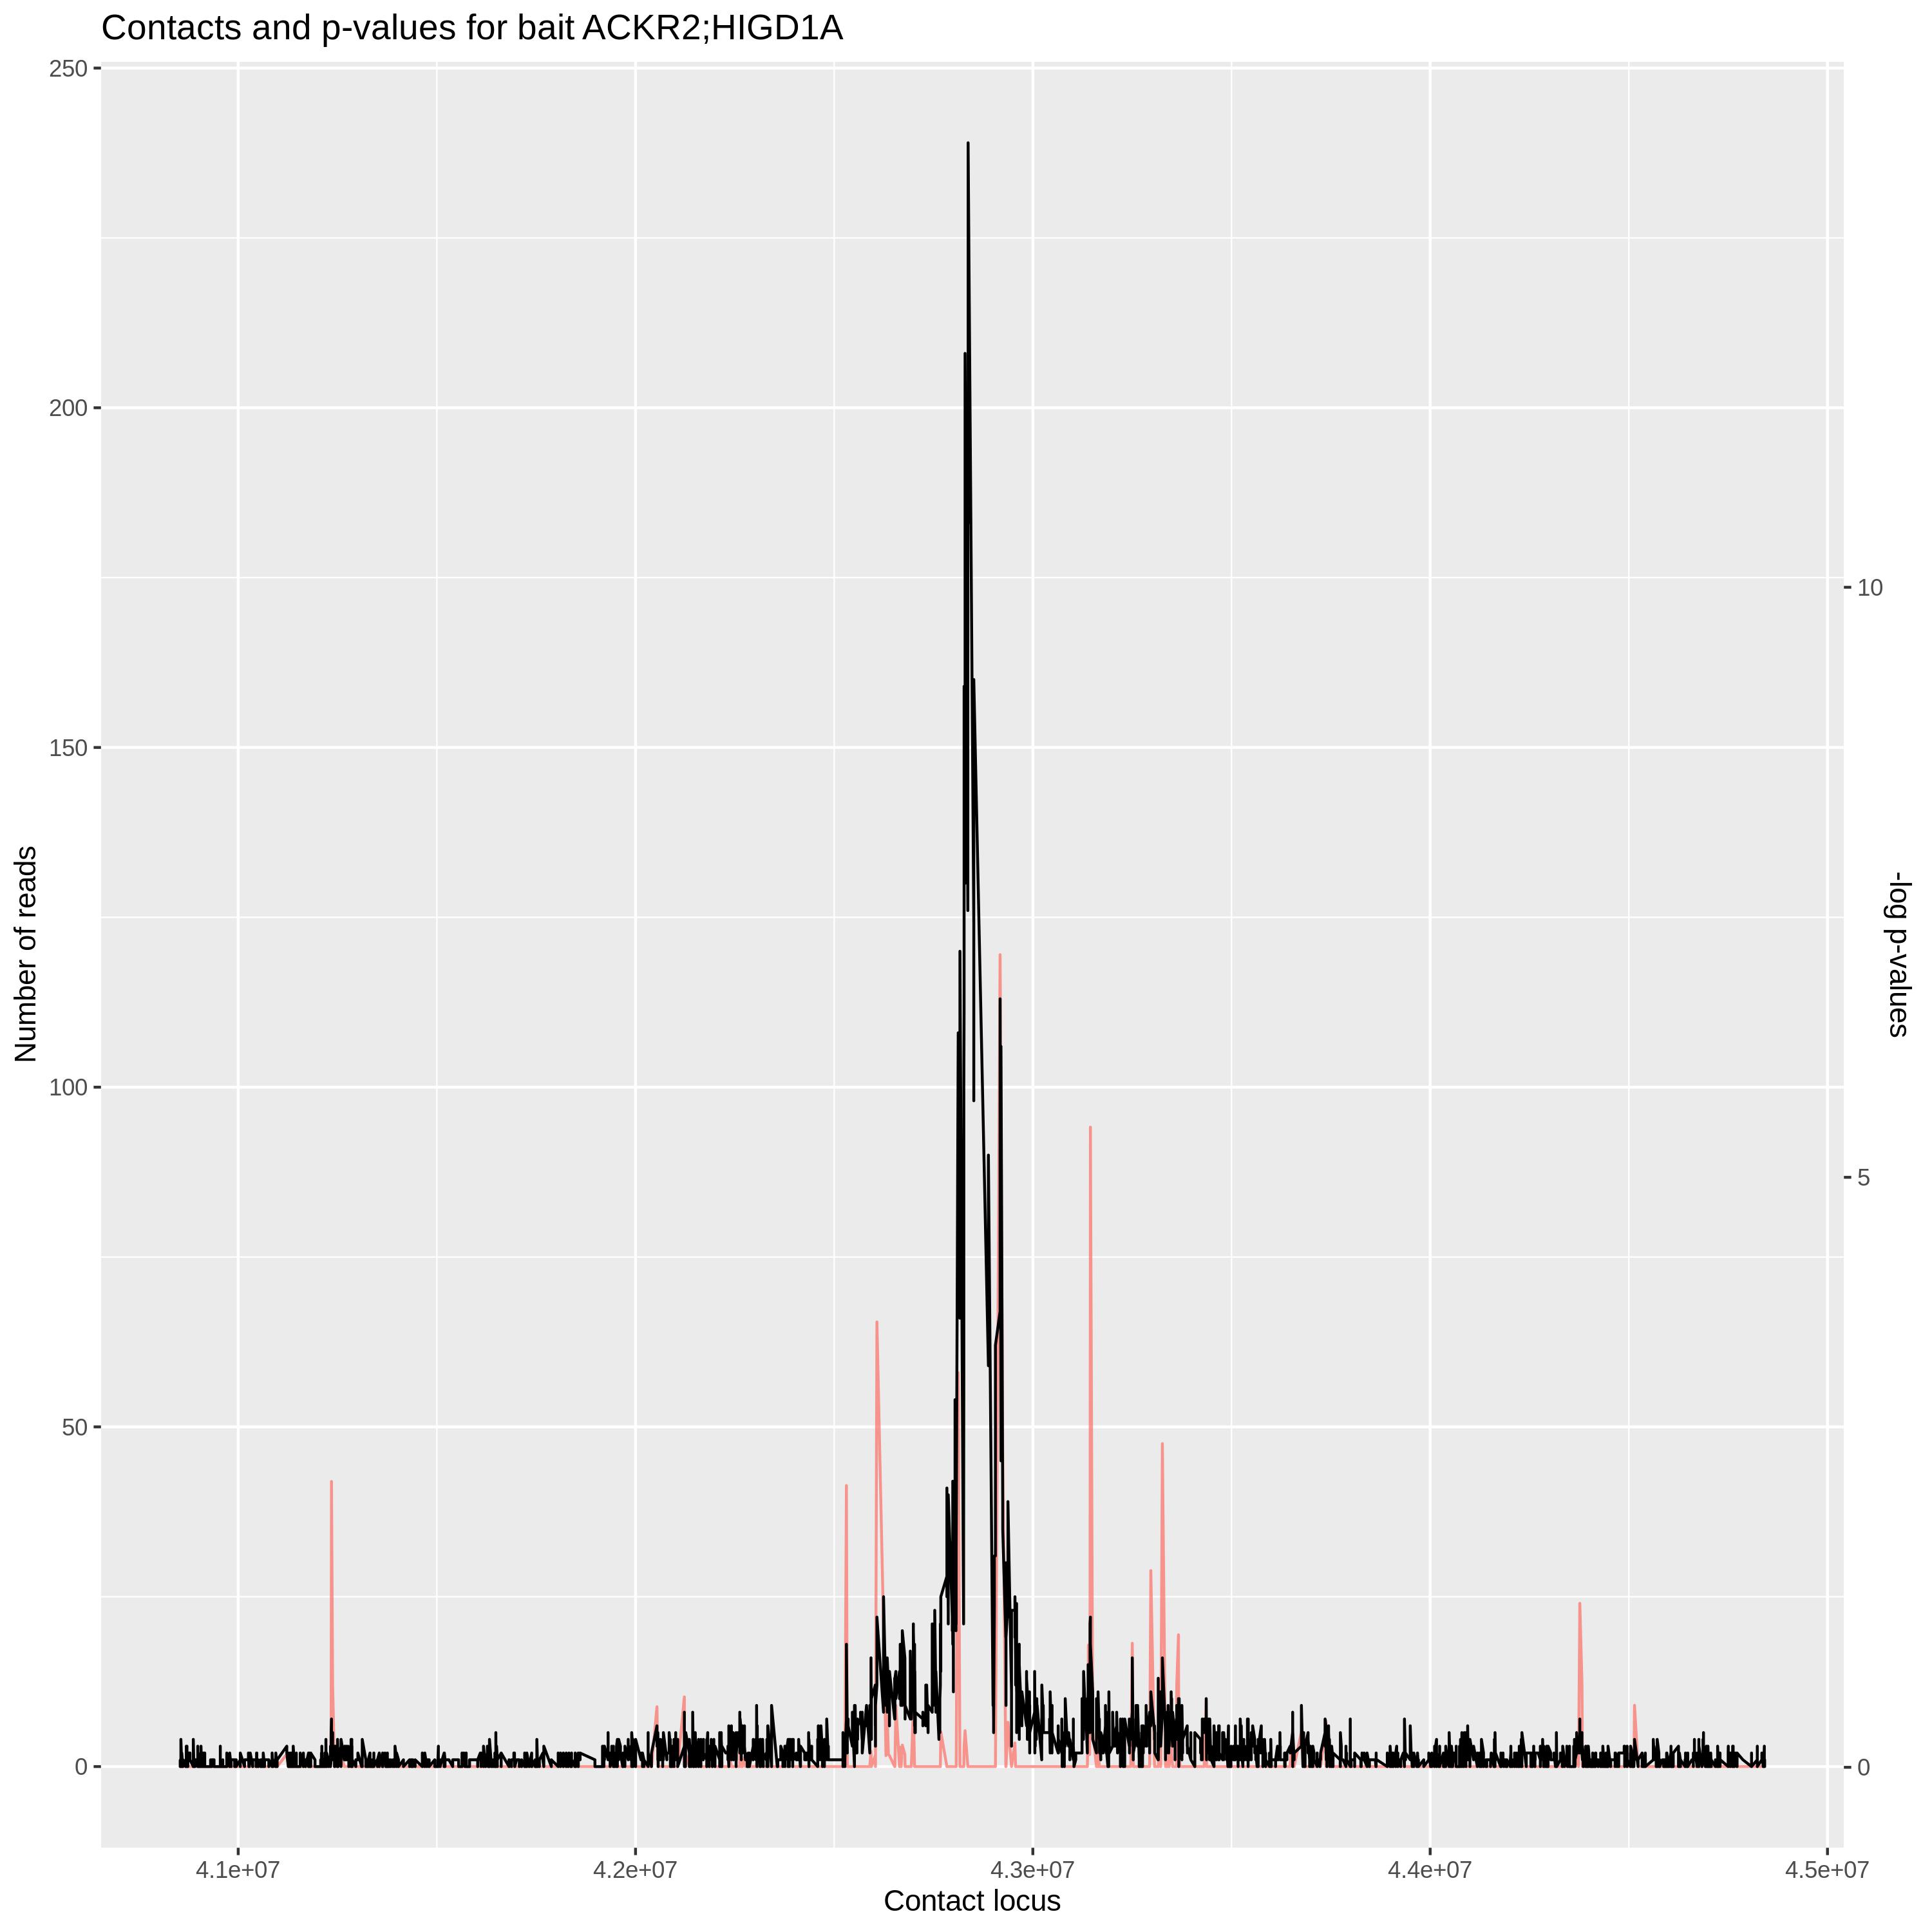 Contacts and p-values for bait ACKR2;HIGD1A
250
200
150
100
50
0
Number of reads
10
5
0
-log p-values
4.1e+07
4.2e+07
4.3e+07
4.4e+07
4.5e+07
Contact locus